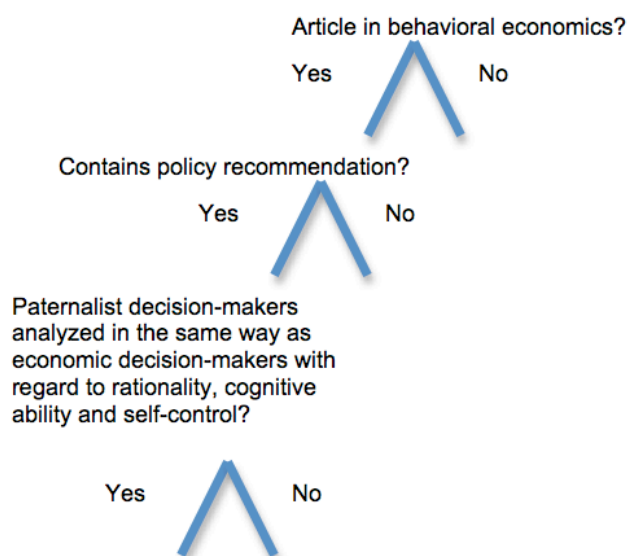 Article in behavioral economics?
Yes No
Contains policy recommendation?
Yes No
Paternalist decision-makers
analyzed in the same way as
economic decision-makers with
regard to rationality, cognitive
ability and self-control?
Yes No